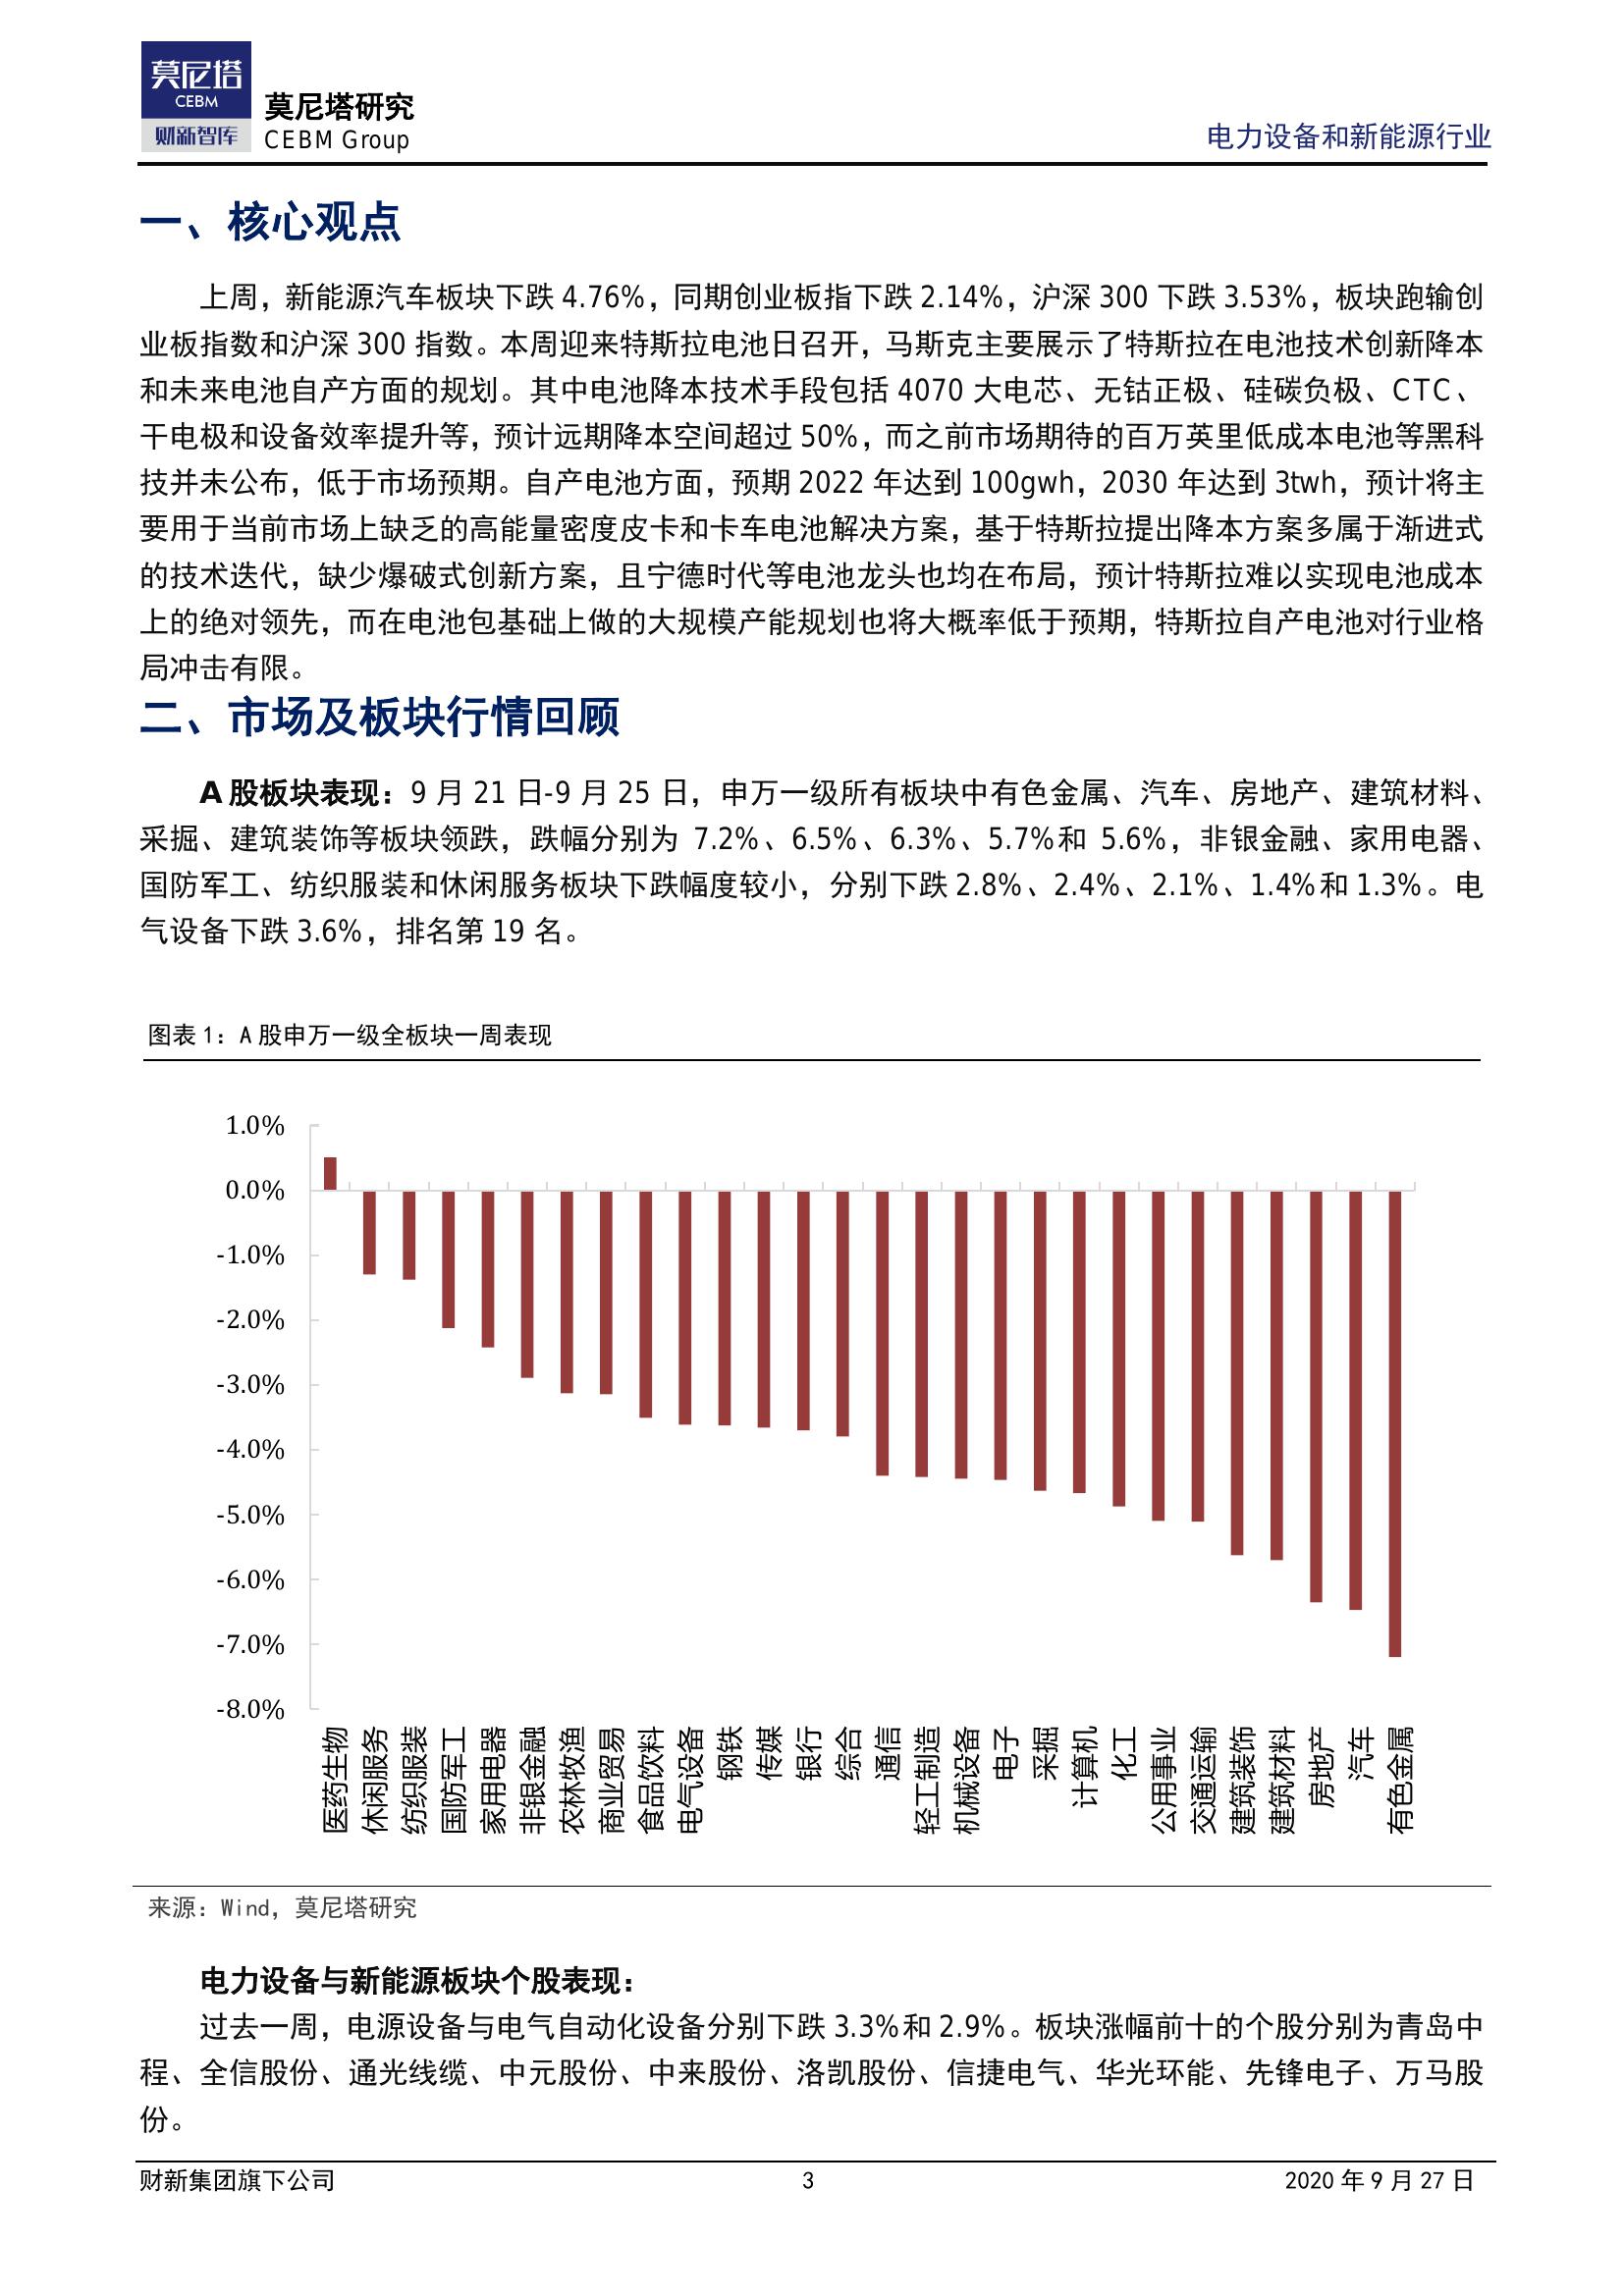 莫尼塔
CEBM
财新智库
莫尼塔研究
CEBM Group
电力设备和新能源行业
一、核心观点
上周，新能源汽车板块下跌 4.76%，同期创业板指下跌 2.14%，沪深 300 下跌 3.53%，板块跑输创
业板指数和沪深 300 指数。本周迎来特斯拉电池日召开，马斯克主要展示了特斯拉在电池技术创新降本
和未来电池自产方面的规划。其中电池降本技术手段包括 4070 大电芯、无钴正极、硅碳负极、CTC、
干电极和设备效率提升等，预计远期降本空间超过 50%，而之前市场期待的百万英里低成本电池等黑科
技并未公布，低于市场预期。自产电池方面，预期 2022 年达到 100gwh，2030 年达到 3twh，预计将主
要用于当前市场上缺乏的高能量密度皮卡和卡车电池解决方案，基于特斯拉提出降本方案多属于渐进式
的技术迭代，缺少爆破式创新方案，且宁德时代等电池龙头也均在布局，预计特斯拉难以实现电池成本
上的绝对领先，而在电池包基础上做的大规模产能规划也将大概率低于预期，特斯拉自产电池对行业格
局冲击有限。
二、市场及板块行情回顾
A 股板块表现：9 月 21 日-9 月 25 日，申万一级所有板块中有色金属、汽车、房地产、建筑材料、
采掘、建筑装饰等板块领跌，跌幅分别为 7.2%、6.5%、6.3%、5.7%和 5.6%，非银金融、家用电器、
国防军工、纺织服装和休闲服务板块下跌幅度较小，分别下跌 2.8%、2.4%、2.1%、1.4%和 1.3%。电
气设备下跌 3.6%，排名第 19 名。
图表 1：A 股申万一级全板块一周表现
1.0%
0.0%
-1.0%
-2.0%
-3.0%
-4.0%
-5.0%
-6.0%
-7.0%
-8.0%
医药生物
休闲服务
纺织服装
国防军工
家用电器
非银金融
农林牧渔
商业贸易
食品饮料
电气设备
钢铁
传媒
银行
综合
通信
轻工制造
机械设备
电子
采掘
计算机
化工
公用事业
交通运输
建筑装饰
建筑材料
房地产
汽车
有色金属
来源：Wind，莫尼塔研究
电力设备与新能源板块个股表现：
过去一周，电源设备与电气自动化设备分别下跌 3.3%和 2.9%。板块涨幅前十的个股分别为青岛中
程、全信股份、通光线缆、中元股份、中来股份、洛凯股份、信捷电气、华光环能、先锋电子、万马股
份。
财新集团旗下公司
3
2020 年 9 月 27 日